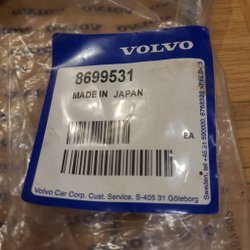 VOLVO
8699531
MADE IN JAPAN
EA
Volvo Car Corp. Cust. Service, S-405 31 Göteborg